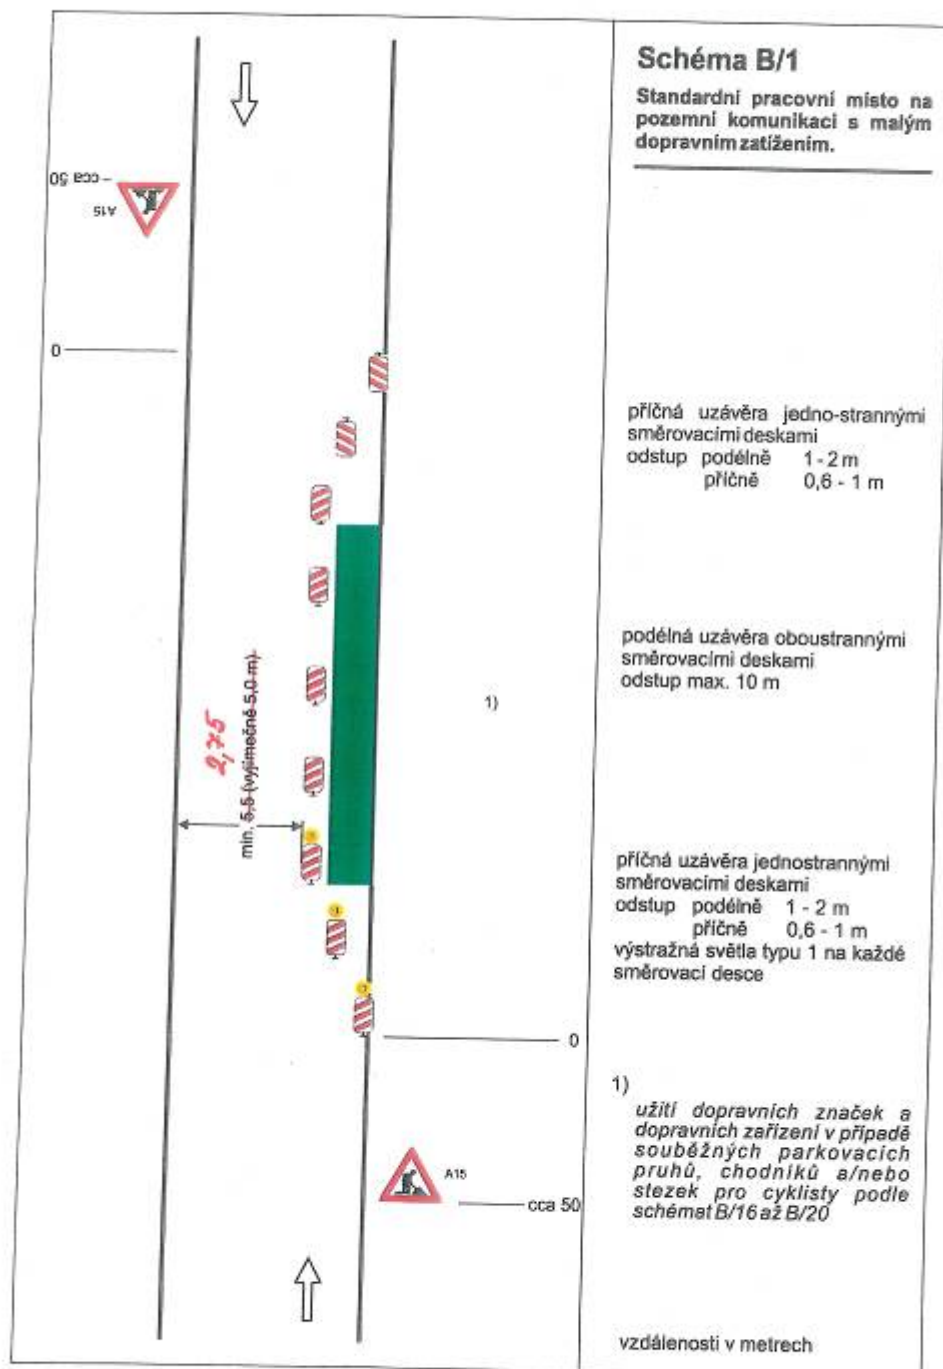 Schéma B/1
Standardní pracovní místo na
pozemní komunikaci s malým
dopravním zatížením.
– cca 50
A15
0
příčná uzávěra jedno-strannými
směrovacími deskami
odstup podélně 1 - 2 m
příčně 0,6 - 1 m
podélná uzávěra oboustrannými
směrovacími deskami
odstup max. 10 m
1)
2,75
min. 5,5 (vyjímečně 5,0 m)
příčná uzávěra jednostrannými
směrovacími deskami
odstup podélně 1 - 2 m
příčně 0,6 - 1 m
výstražná světla typu 1 na každé
směrovací desce
0
1)
užití dopravních značek a
dopravních zařízení v případě
souběžných parkovacích
pruhů, chodníků a/nebo
stezek pro cyklisty podle
schémat B/16 až B/20
A15
cca 50
vzdálenosti v metrech